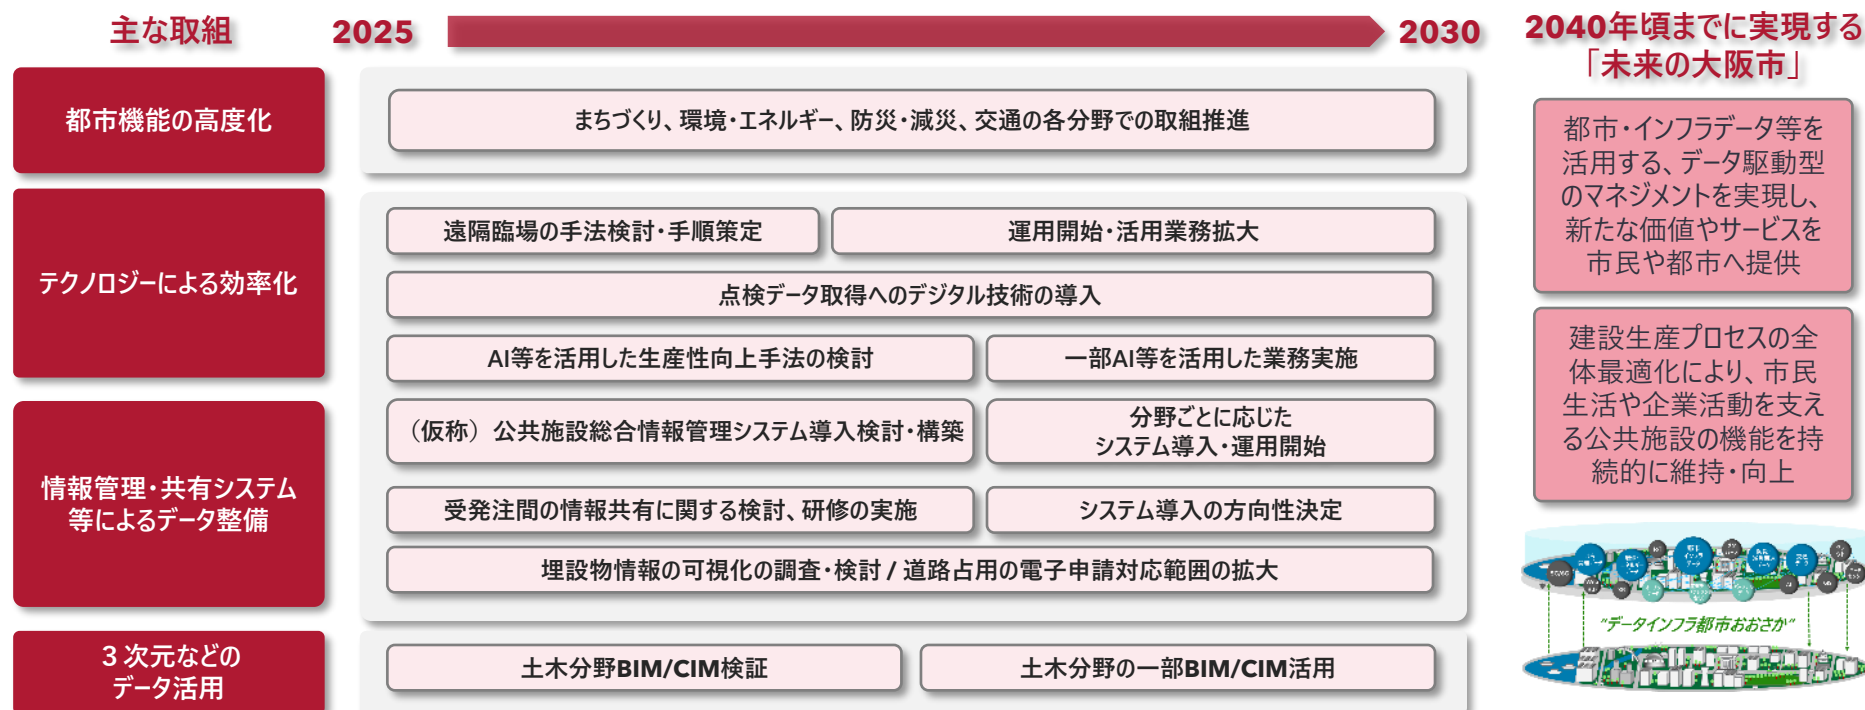 主な取組
2025
2030
2040年頃までに実現する
「未来の大阪市」
都市機能の高度化
まちづくり、環境・エネルギー、防災・減災、交通の各分野での取組推進
テクノロジーによる効率化
遠隔臨場の手法検討・手順策定
運用開始・活用業務拡大
点検データ取得へのデジタル技術の導入
AI等を活用した生産性向上手法の検討
一部AI等を活用した業務実施
情報管理・共有システム
等によるデータ整備
（仮称）公共施設総合情報管理システム導入検討・構築
分野ごとに応じた
システム導入・運用開始
受発注間の情報共有に関する検討、研修の実施
システム導入の方向性決定
埋設物情報の可視化の調査・検討 / 道路占用の電子申請対応範囲の拡大
３次元などの
データ活用
土木分野BIM/CIM検証
土木分野の一部BIM/CIM活用
都市・インフラデータ等を
活用する、データ駆動型
のマネジメントを実現し、
新たな価値やサービスを
市民や都市へ提供
建設生産プロセスの全
体最適化により、市民
生活や企業活動を支え
る公共施設の機能を持
続的に維持・向上
"データインフラ都市おおさか"